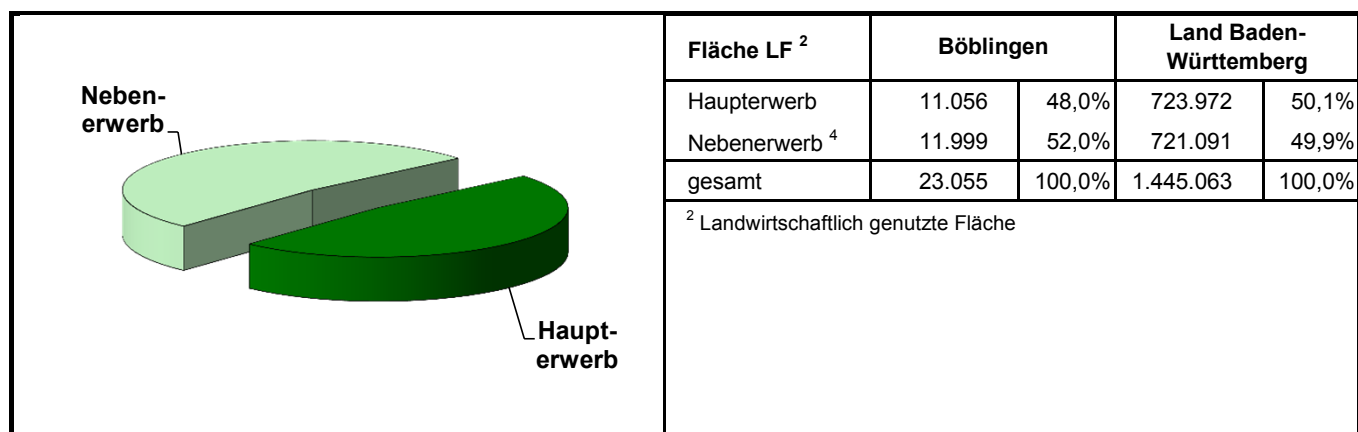 Neben-
erwerb
Haupt-
erwerb
Fläche LF ² Böblingen Land Baden-
Württemberg
Haupterwerb 11.056 48,0% 723.972 50,1%
Nebenerwerb ⁴ 11.999 52,0% 721.091 49,9%
gesamt 23.055 100,0% 1.445.063 100,0%
² Landwirtschaftlich genutzte Fläche